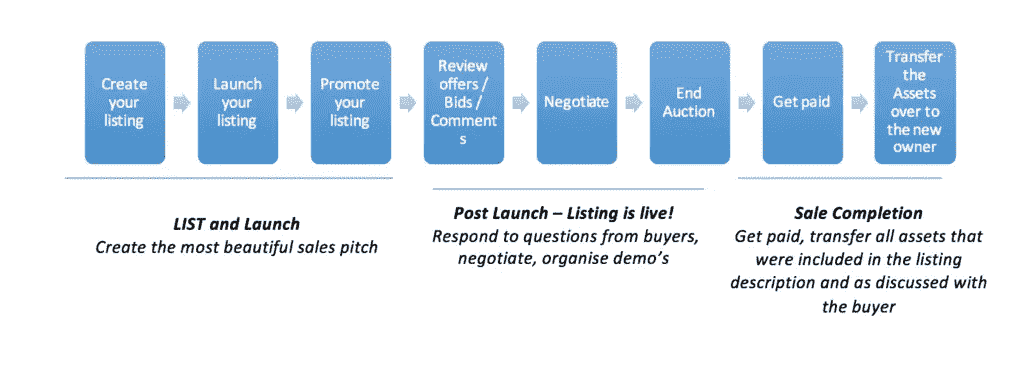 Create
your
listing
Launch
your
listing
Promote
your
listing
Review
offers /
Bids /
Comment
s
Negotiate
End
Auction
Get paid
Transfer
the
Assets
over to
the new
owner
LIST and Launch
Create the most beautiful sales pitch
Post Launch – Listing is live!
Respond to questions from buyers,
negotiate, organise demo's
Sale Completion
Get paid, transfer all assets that
were included in the listing
description and as discussed with
the buyer